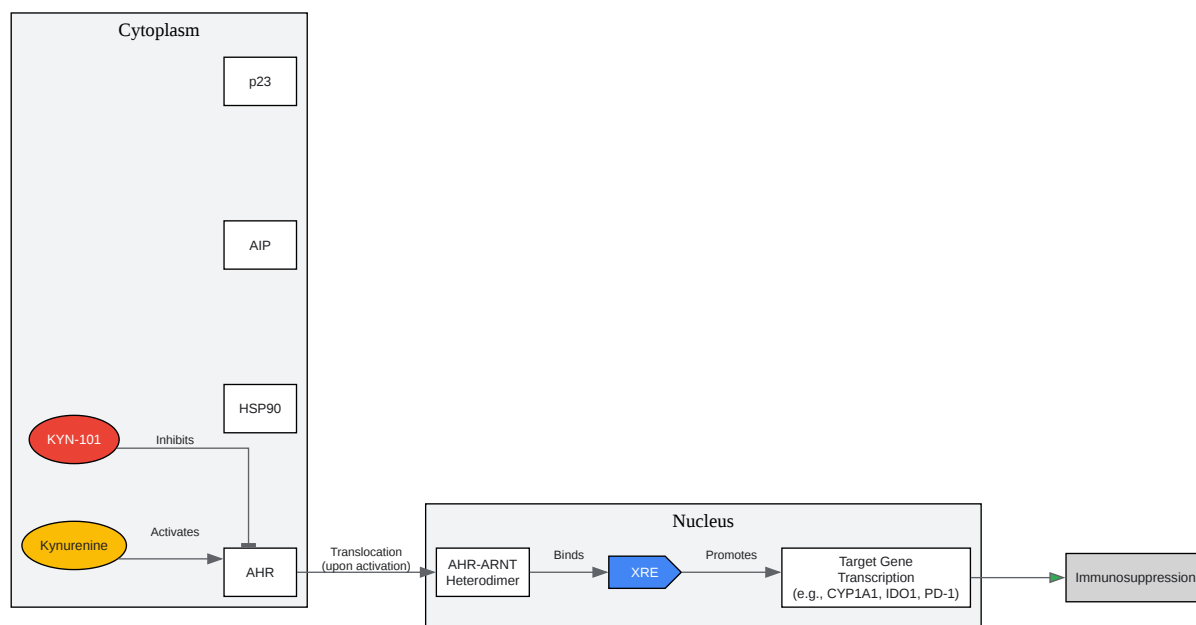 Cytoplasm
p23
AIP
HSP90
KYN-101
Inhibits
Kynurenine
Activates
AHR
Translocation
(upon activation)
Nucleus
AHR-ARNT
Heterodimer
Binds
XRE
Promotes
Target Gene
Transcription
(e.g., CYP1A1, IDO1, PD-1)
Immunosuppression